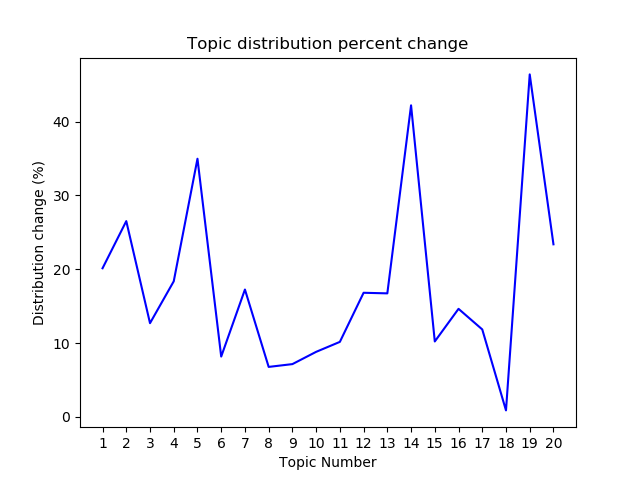 Topic distribution percent change
Distribution change (%)
40
30
20
10
0
1 2 3 4 5 6 7 8 9 10 11 12 13 14 15 16 17 18 19 20
Topic Number